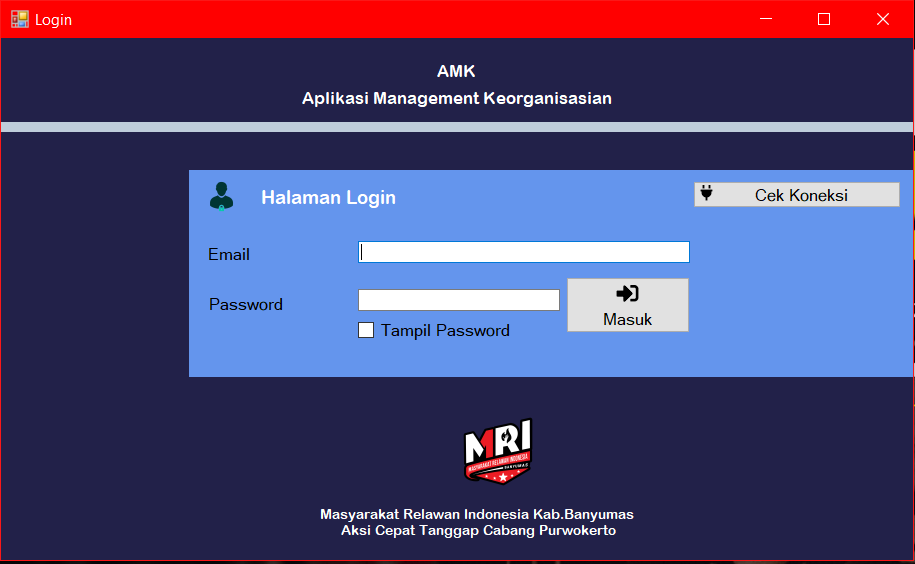 Login
AMK
Aplikasi Management Keorganisasian
Halaman Login
Cek Koneksi
Email
Password
Masuk
Tampil Password
MRI
MASYARAKAT RELAWAN INDONESIA
BANYUMAS
Masyarakat Relawan Indonesia Kab.Banyumas
Aksi Cepat Tanggap Cabang Purwokerto